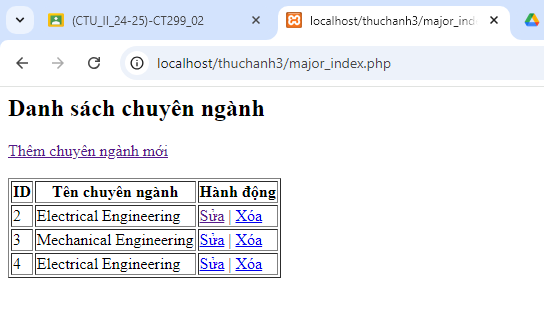 (CTU_II_24-25)-CT299_02
localhost/thuchanh3/major_inde
localhost/thuchanh3/major_index.php
Danh sách chuyên ngành
Thêm chuyên ngành mới
ID Tên chuyên ngành Hành động
2 Electrical Engineering Sửa | Xóa
3 Mechanical Engineering Sửa | Xóa
4 Electrical Engineering Sửa | Xóa